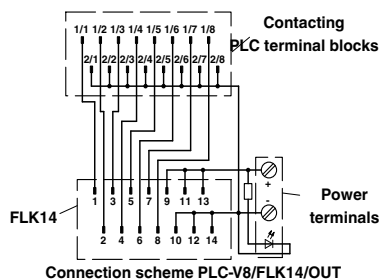 Contacting
PLC terminal blocks
1/1 1/2 1/3 1/4 1/5 1/6 1/7 1/8
2/1 2/2 2/3 2/4 2/5 2/6 2/7 2/8
1 3 5 7 9 11 13
+
-
Power
terminals
FLK14
2 4 6 8 10 12 14
Connection scheme PLC-V8/FLK14/OUT